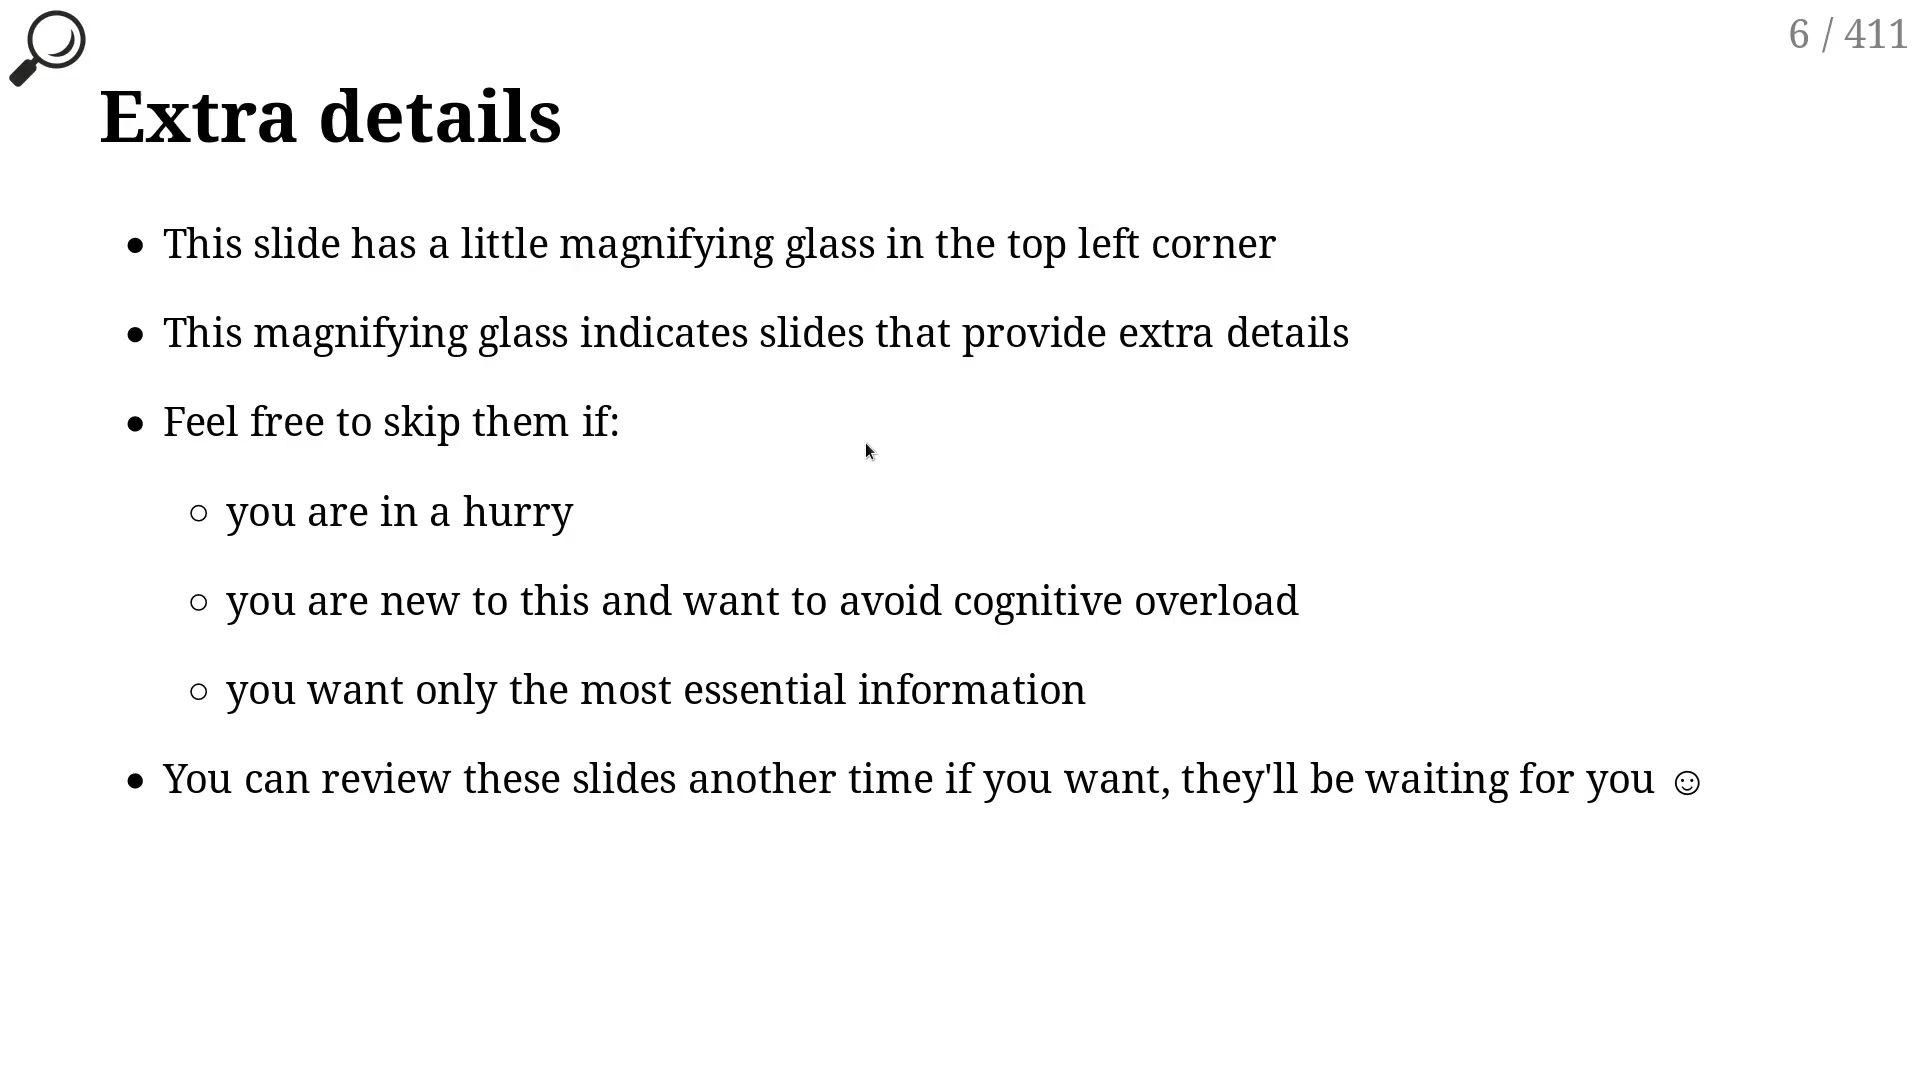 6 / 411
Extra details
• This slide has a little magnifying glass in the top left corner
• This magnifying glass indicates slides that provide extra details
• Feel free to skip them if:
○ you are in a hurry
○ you are new to this and want to avoid cognitive overload
○ you want only the most essential information
• You can review these slides another time if you want, they'll be waiting for you ☺